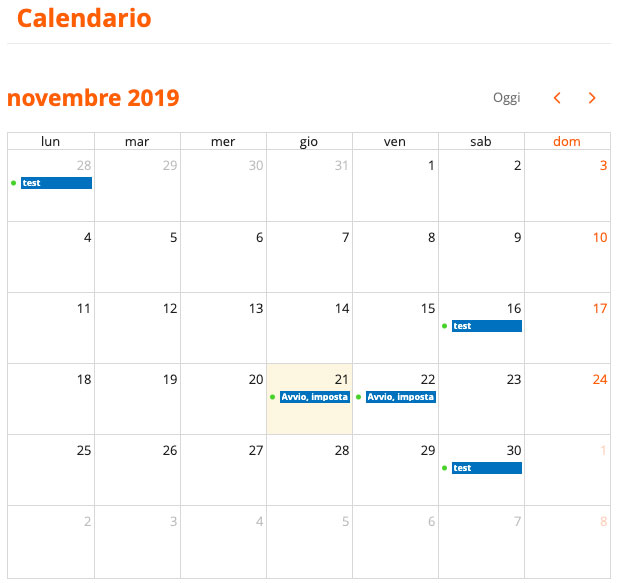 Calendario
novembre 2019 Oggi
lun mar mer gio ven sab dom
28 29 30 31 1 2 3
test
4 5 6 7 8 9 10
11 12 13 14 15 16 17
test
18 19 20 21 22 23 24
Avvio, imposta Avvio, imposta
25 26 27 28 29 30 1
test
2 3 4 5 6 7 8